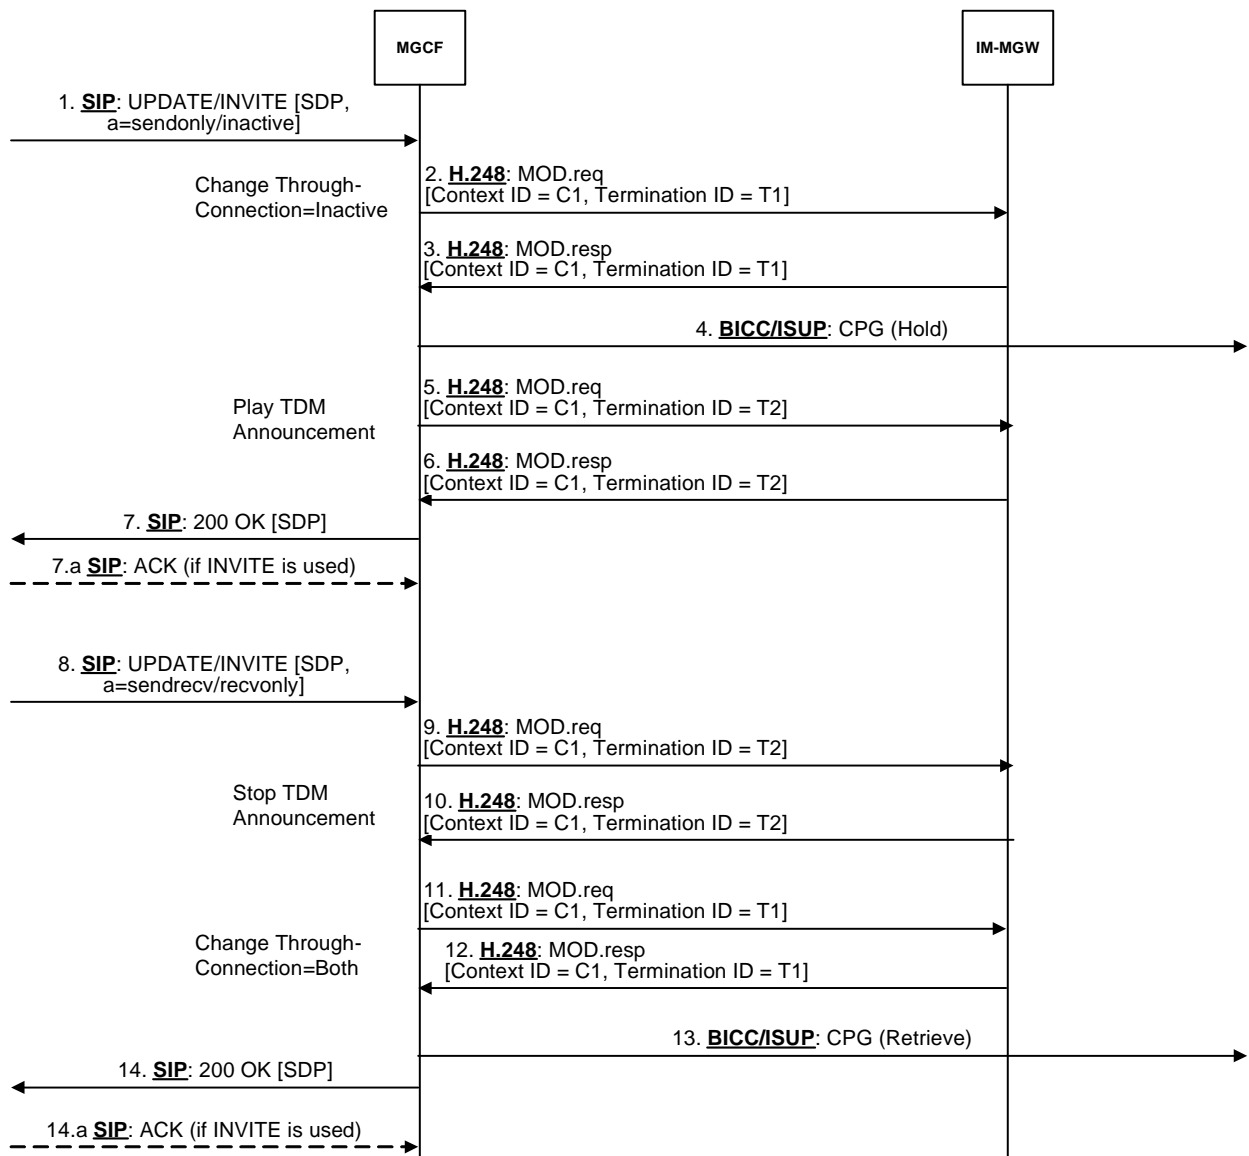 MGCF
IM-MGW
1. SIP: UPDATE/INVITE [SDP,
a=sendonly/inactive]
Change Through-
Connection=Inactive
2. H.248: MOD.req
[Context ID = C1, Termination ID = T1]
3. H.248: MOD.resp
[Context ID = C1, Termination ID = T1]
4. BICC/ISUP: CPG (Hold)
Play TDM
Announcement
5. H.248: MOD.req
[Context ID = C1, Termination ID = T2]
6. H.248: MOD.resp
[Context ID = C1, Termination ID = T2]
7. SIP: 200 OK [SDP]
7.a SIP: ACK (if INVITE is used)
8. SIP: UPDATE/INVITE [SDP,
a=sendrecv/recvonly]
9. H.248: MOD.req
[Context ID = C1, Termination ID = T2]
Stop TDM
Announcement
10. H.248: MOD.resp
[Context ID = C1, Termination ID = T2]
11. H.248: MOD.req
[Context ID = C1, Termination ID = T1]
Change Through-
Connection=Both
12. H.248: MOD.resp
[Context ID = C1, Termination ID = T1]
13. BICC/ISUP: CPG (Retrieve)
14. SIP: 200 OK [SDP]
14.a SIP: ACK (if INVITE is used)